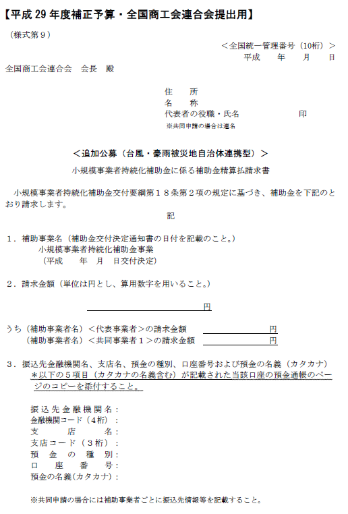 【平成29年度補正予算・全国商工会連合会提出用】
(様式第9)
<全国統一管理番号(10桁)>
平成　年　月　日
全国商工会連合会　会長　殿
住　所
名　称
代表者の役職・氏名　印
※共同申請の場合は連名
<追加公募(台風・豪雨被災地自治体連携型)>
小規模事業者持続化補助金に係る補助金精算払請求書
小規模事業者持続化補助金交付要綱第18条第2項の規定に基づき、補助金を下記のと
おり請求します。
記
1.補助事業名(補助金交付決定通知書の日付を記載のこと。)
小規模事業者持続化補助金事業
(平成　年　月　日交付決定)
2.請求金額(単位は円とし、算用数字を用いること。)
円
うち(補助事業者名)<代表事業者>の請求金額　円
(補助事業者名)<共同事業者1>の請求金額　円
3.振込先金融機関名、支店名、預金の種別、口座番号および預金の名義(カタカナ)
*以下の5項目(カタカナの名義含む)が記載された当該口座の預金通帳のペー
ジのコピーを添付すること。
振込先金融機関名:
金融機関コード(4桁):
支店名:
支店コード(3桁):
預金の種別:
口座番号:
預金の名義(カタカナ):
※共同申請の場合には補助事業者ごとに振込先情報等を記載すること。